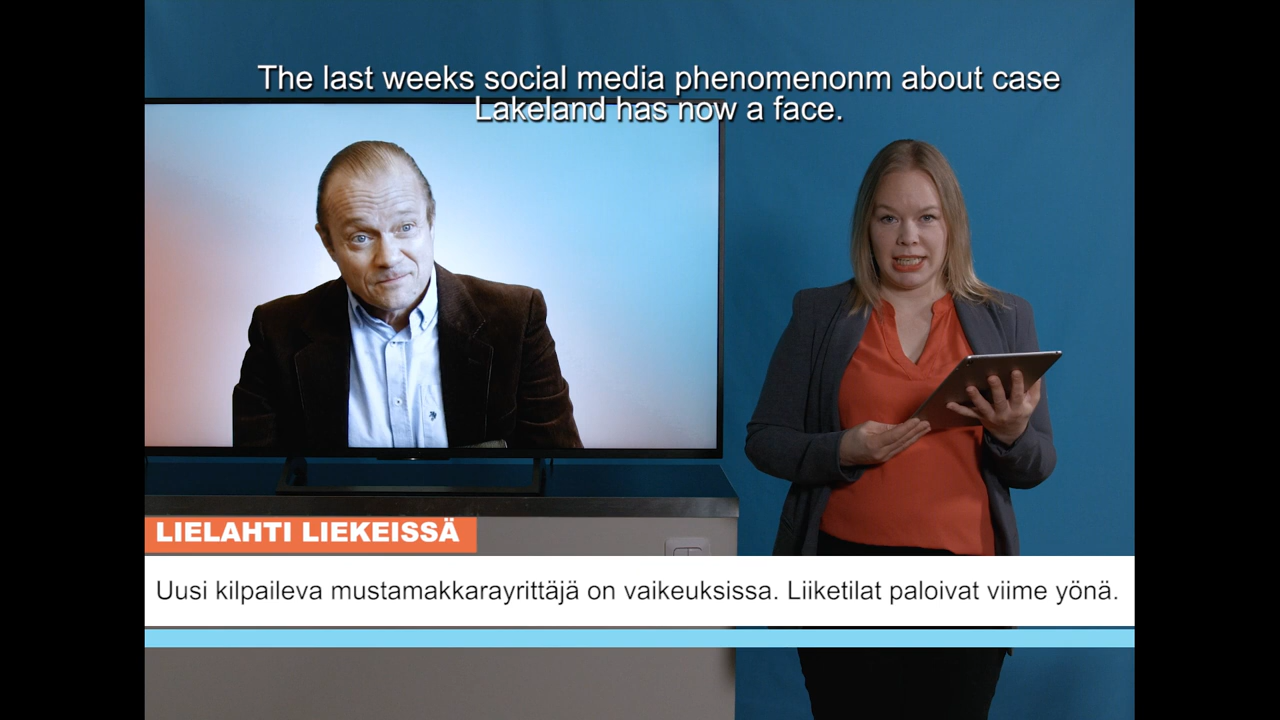 The last weeks social media phenomenonm about case
Lakeland has now a face.
LIELAHTI LIEKEISSÄ
Uusi kilpaileva mustamakkarayrittäjä on vaikeuksissa. Liiketilat paloivat viime yönä.